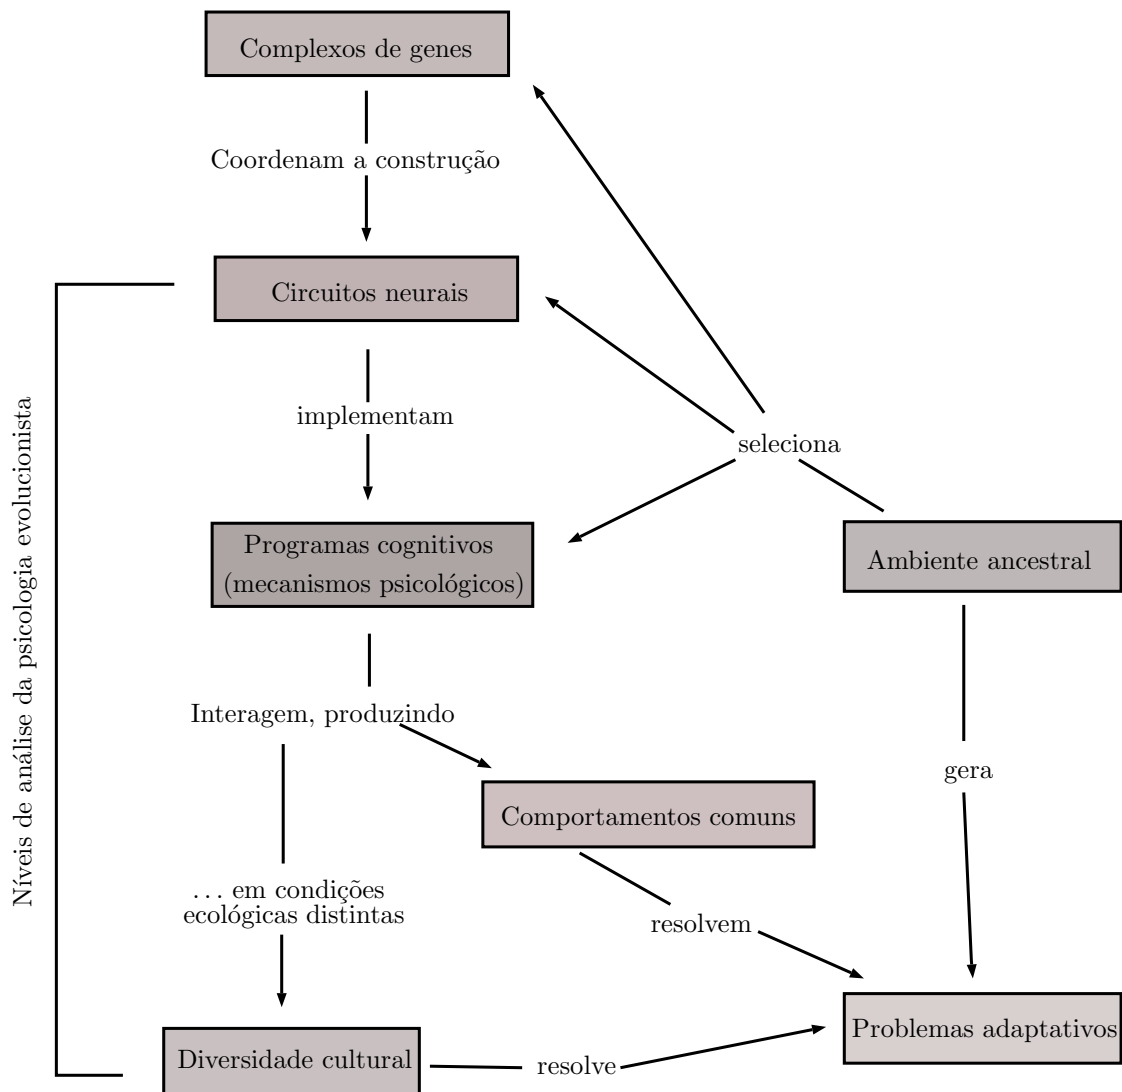 Complexos de genes
Coordenam a construção
Circuitos neurais
implementam
seleciona
Programas cognitivos
(mecanismos psicológicos)
Ambiente ancestral
Níveis de análise da psicologia evolucionista
Interagem, produzindo
gera
Comportamentos comuns
... em condições
ecológicas distintas
resolvem
Problemas adaptativos
Diversidade cultural
resolve